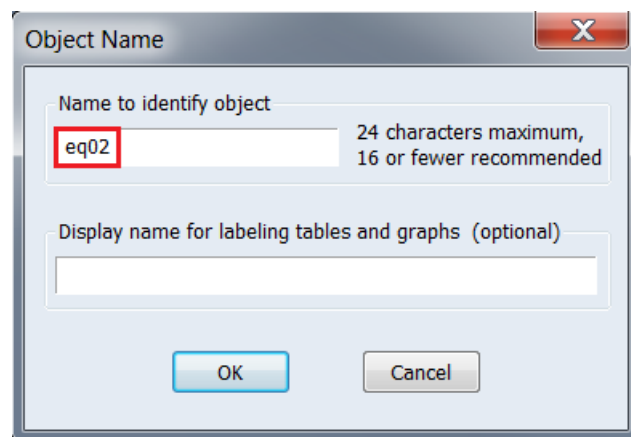 Object Name
X
Name to identify object
eq02
24 characters maximum,
16 or fewer recommended
Display name for labeling tables and graphs (optional)
OK
Cancel